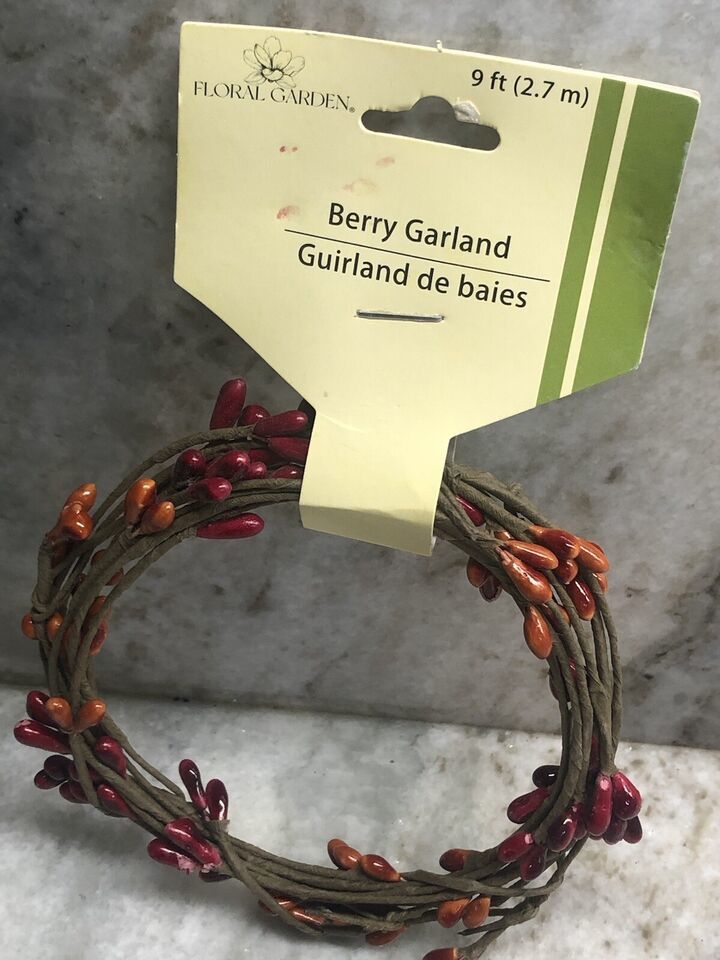 FLORAL GARDEN®
9 ft (2.7 m)
Berry Garland
Guirland de baies